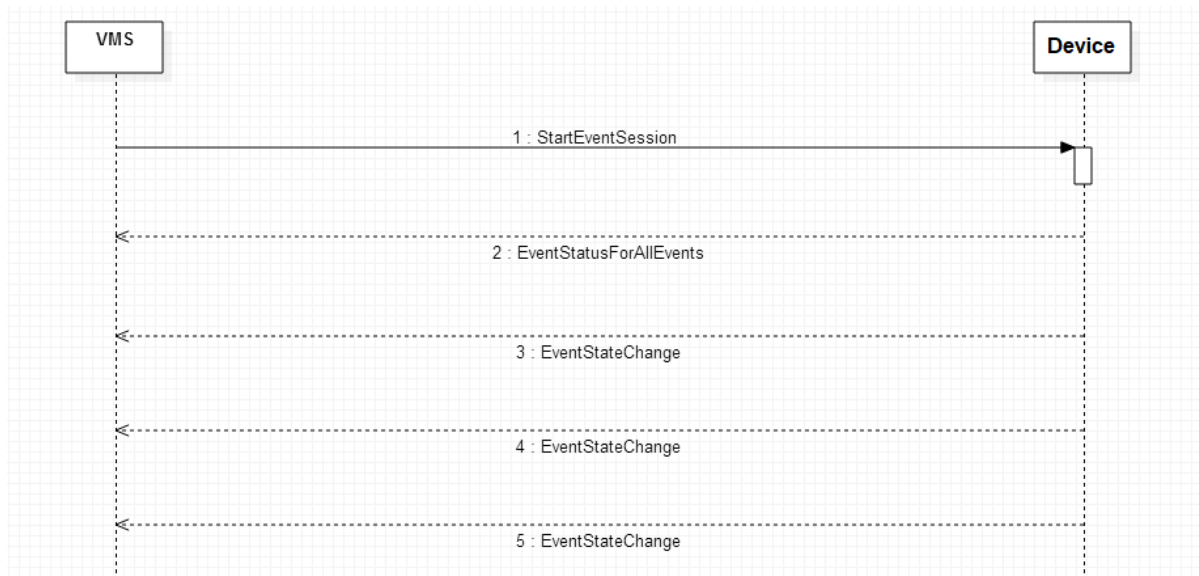 VMS
Device
1 : StartEventSession
2 : EventStatusForAllEvents
3 : EventStateChange
4 : EventStateChange
5 : EventStateChange